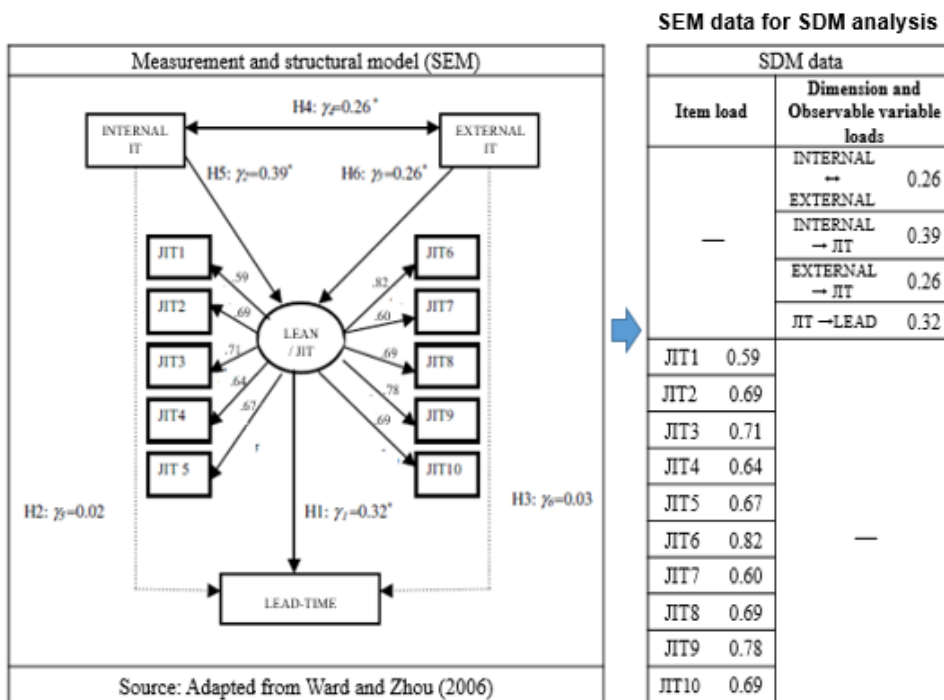 SEM data for SDM analysis
Measurement and structural model (SEM)
H4: γ4=0.26*
INTERNAL
IT
EXTERNAL
IT
H5: γ2=0.39*
H6: γ3=0.26*
JIT1
JIT2
JIT3
JIT4
JIT 5
.59
.69
.71
.64
.67
LEAN
/ JIT
.82
.60
.69
.78
.69
JIT6
JIT7
JIT8
JIT9
JIT10
H2: γ5=0.02
H1: γ1=0.32*
H3: γ6=0.03
LEAD-TIME
Source: Adapted from Ward and Zhou (2006)
SDM data
Item load
Dimension and
Observable variable
loads
—
INTERNAL
↔
EXTERNAL
0.26
INTERNAL
→ JIT
0.39
EXTERNAL
→ JIT
0.26
JIT →LEAD 0.32
JIT1 0.59
JIT2 0.69
JIT3 0.71
JIT4 0.64
JIT5 0.67
JIT6 0.82
JIT7 0.60
JIT8 0.69
JIT9 0.78
JIT10 0.69
—